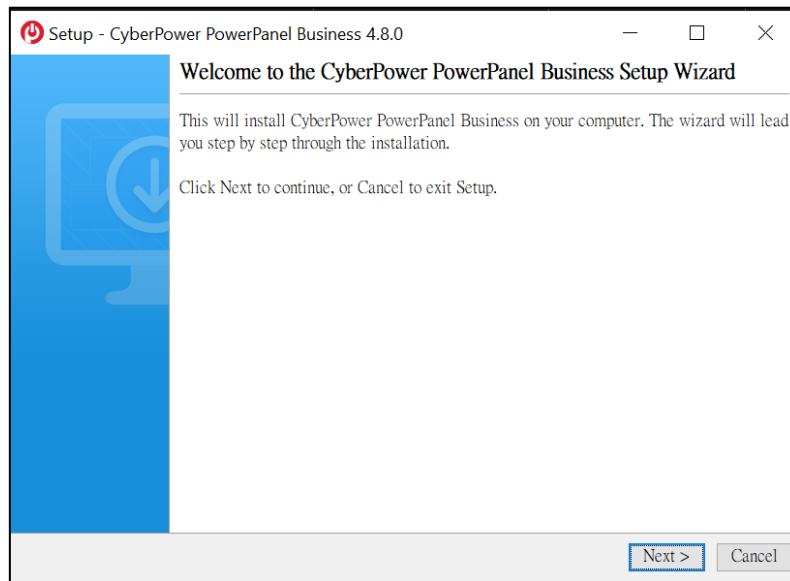 Setup - CyberPower PowerPanel Business 4.8.0
Welcome to the CyberPower PowerPanel Business Setup Wizard
This will install CyberPower PowerPanel Business on your computer. The wizard will lead
you step by step through the installation.
Click Next to continue, or Cancel to exit Setup.
Next >
Cancel